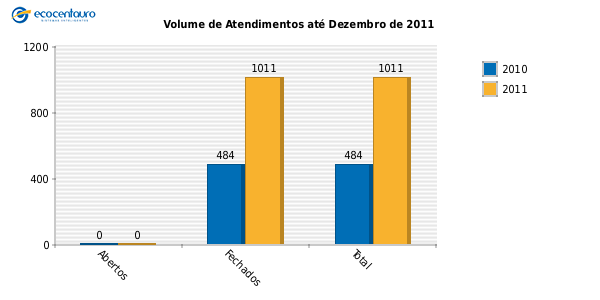 ecocentauro
Volume de Atendimentos até Dezembro de 2011
1200
800
400
0
1011
1011
484
484
0
0
2010
2011
Abertos
Fechados
Total